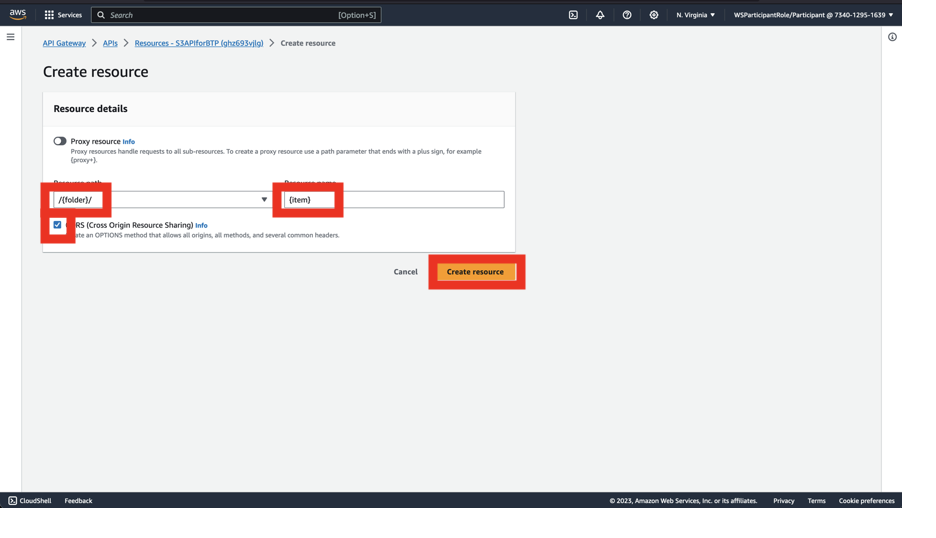 aws
Services
Search
[Option+S]
N. Virginia ▼
WSParticipantRole/Participant @ 7340-1295-1639 ▼
API Gateway > APIs > Resources - S3APIforBTP (ghz693vjlg) > Create resource
Create resource
Resource details
Proxy resource Info
Proxy resources handle requests to all sub-resources. To create a proxy resource use a path parameter that ends with a plus sign, for example
{proxy+}.
Resource path
Resource name
/{folder}/
{item}
RS (Cross Origin Resource Sharing) Info
ate an OPTIONS method that allows all origins, all methods, and several common headers.
Cancel
Create resource
CloudShell
Feedback
© 2023, Amazon Web Services, Inc. or its affiliates.
Privacy
Terms
Cookie preferences